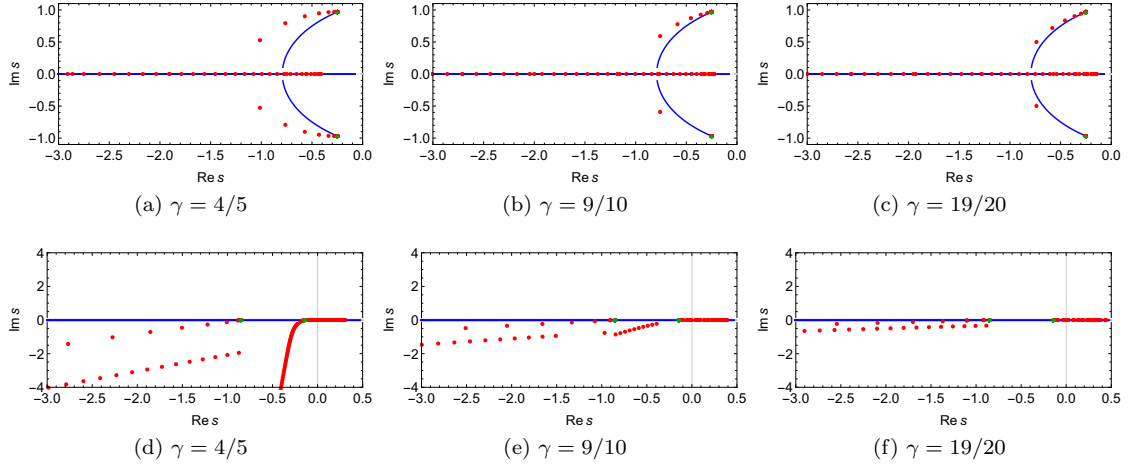 1.0
0.5
0.0
−0.5
−1.0
Im s
−3.0 −2.5 −2.0 −1.5 −1.0 −0.5 0.0
Re s
(a) γ = 4/5
1.0
0.5
0.0
−0.5
−1.0
Im s
−3.0 −2.5 −2.0 −1.5 −1.0 −0.5 0.0
Re s
(b) γ = 9/10
1.0
0.5
0.0
−0.5
−1.0
Im s
−3.0 −2.5 −2.0 −1.5 −1.0 −0.5 0.0
Re s
(c) γ = 19/20
4
2
0
−2
−4
Im s
−3.0 −2.5 −2.0 −1.5 −1.0 −0.5 0.0 0.5
Re s
(d) γ = 4/5
4
2
0
−2
−4
Im s
−3.0 −2.5 −2.0 −1.5 −1.0 −0.5 0.0 0.5
Re s
(e) γ = 9/10
4
2
0
−2
−4
Im s
−3.0 −2.5 −2.0 −1.5 −1.0 −0.5 0.0 0.5
Re s
(f) γ = 19/20